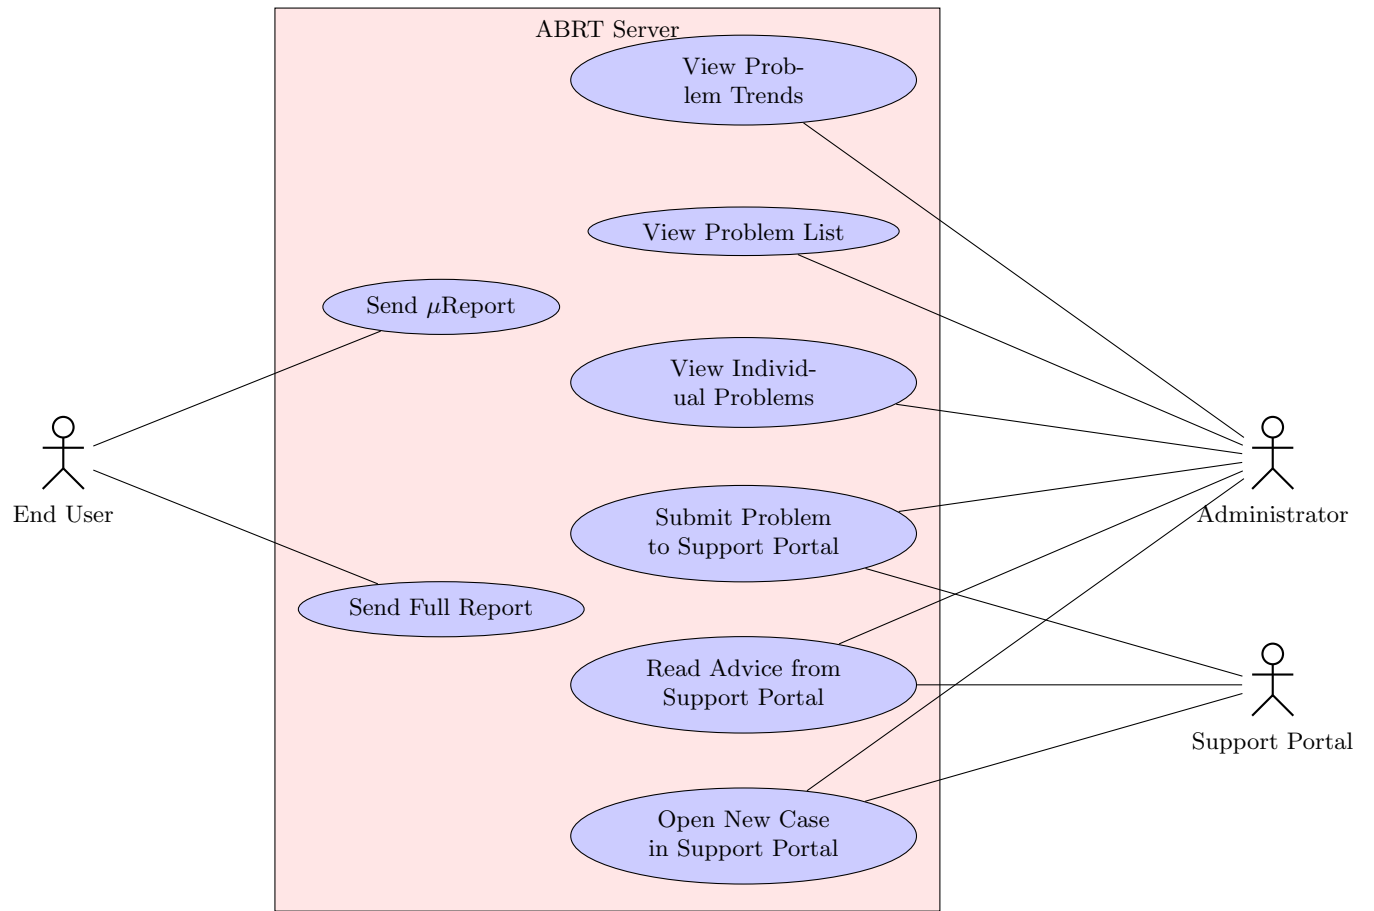 ABRT Server
View Prob-
lem Trends
View Problem List
Send μReport
View Individ-
ual Problems
End User
Administrator
Submit Problem
to Support Portal
Send Full Report
Read Advice from
Support Portal
Support Portal
Open New Case
in Support Portal